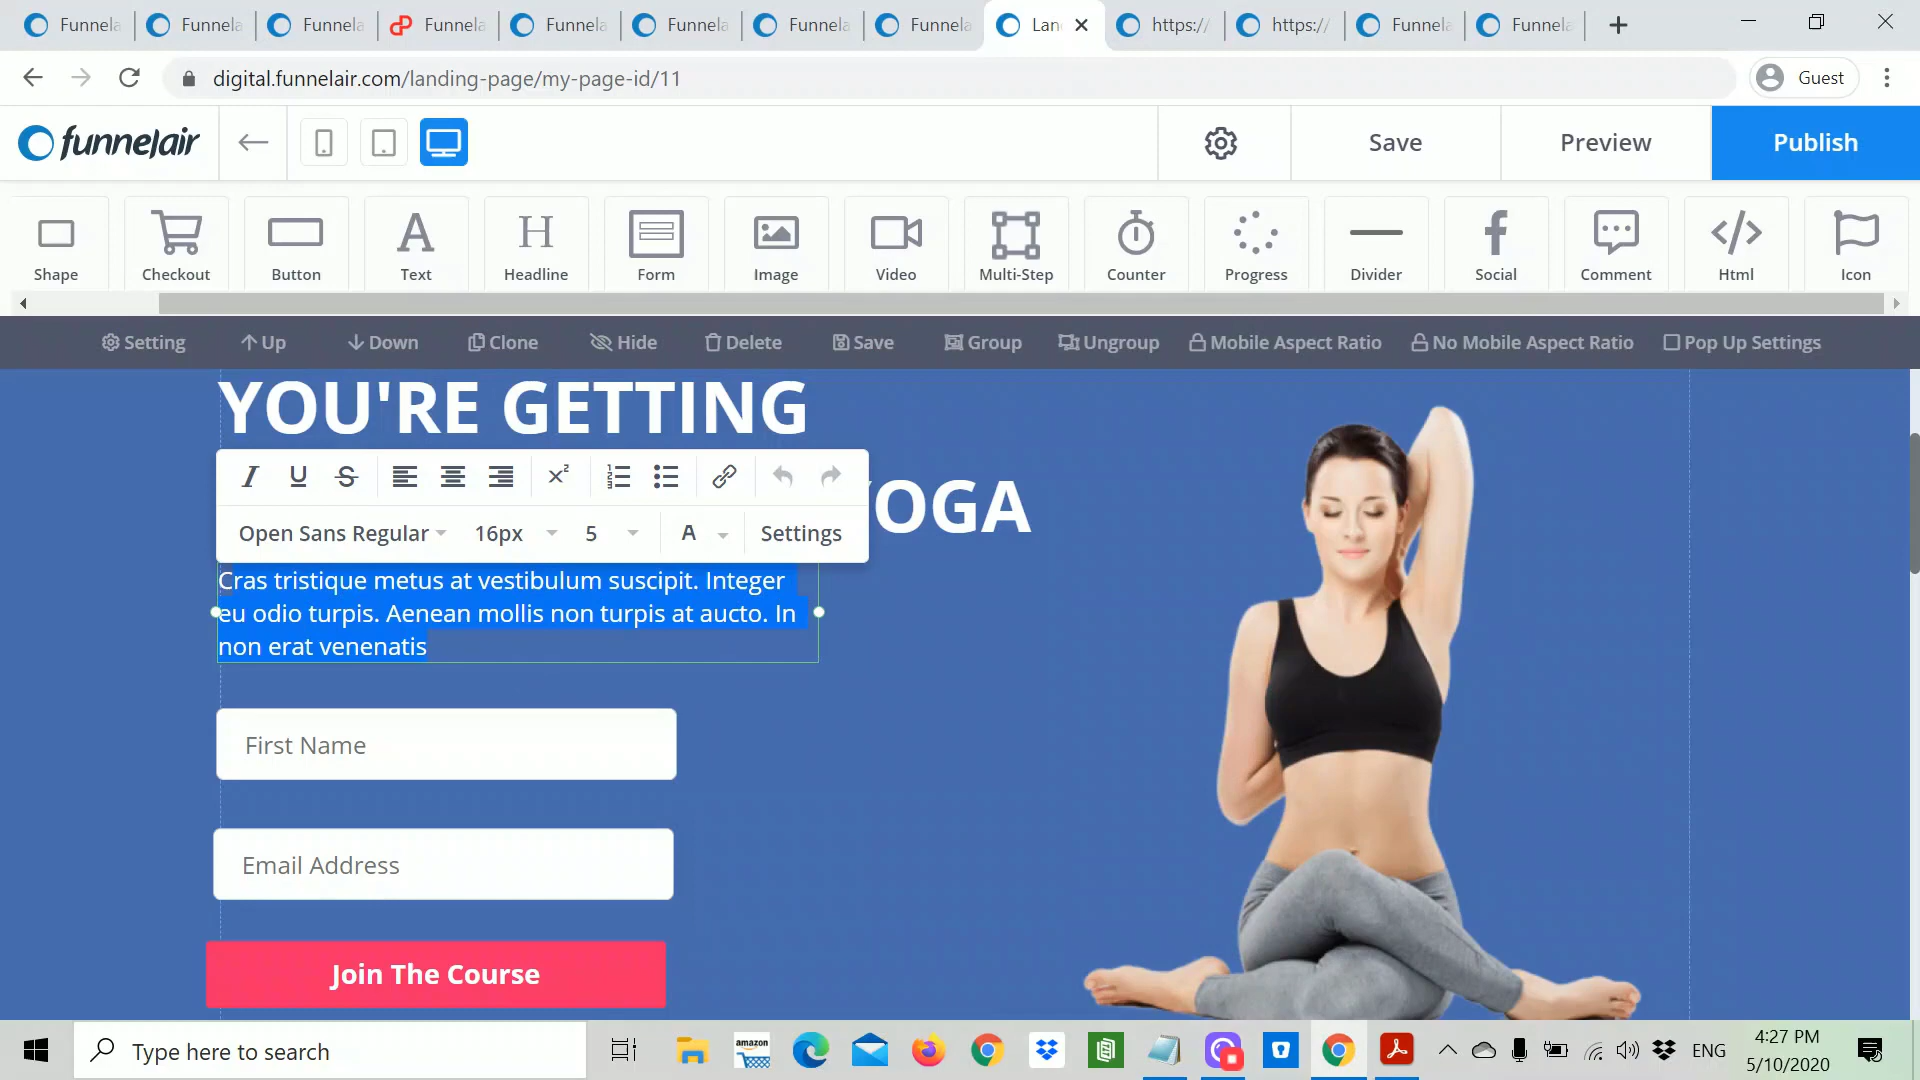 Funnela
Funnela
Funnela
Funnela
Funnela
Funnela
Funnela
Funnela
Lan
https://
https://
Funnela
Funnela
digital.funnelair.com/landing-page/my-page-id/11
Guest
funnelair
Save
Preview
Publish
Shape
Checkout
Button
Text
Headline
Form
Image
Video
Multi-Step
Counter
Progress
Divider
Social
Comment
Html
Icon
Setting
Up
Down
Clone
Hide
Delete
Save
Group
Ungroup
Mobile Aspect Ratio
No Mobile Aspect Ratio
Pop Up Settings
YOU'RE GETTING
YOGA
Open Sans Regular
16px
5
A
Settings
Cras tristique metus at vestibulum suscipit. Integer
eu odio turpis. Aenean mollis non turpis at aucto. In
non erat venenatis
First Name
Email Address
Join The Course
Type here to search
amazon
ENG
4:27 PM
5/10/2020